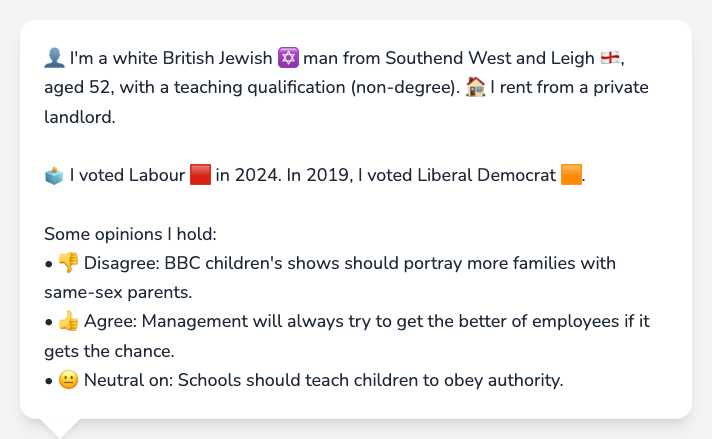 👤 I'm a white British Jewish ✡️ man from Southend West and Leigh 🏴󠁧󠁢󠁥󠁮󠁧󠁿,
aged 52, with a teaching qualification (non-degree). 🏠 I rent from a private
landlord.
🗳️ I voted Labour 🟥 in 2024. In 2019, I voted Liberal Democrat 🟧.
Some opinions I hold:
• 👎 Disagree: BBC children's shows should portray more families with
same-sex parents.
• 👍 Agree: Management will always try to get the better of employees if it
gets the chance.
• 😐 Neutral on: Schools should teach children to obey authority.